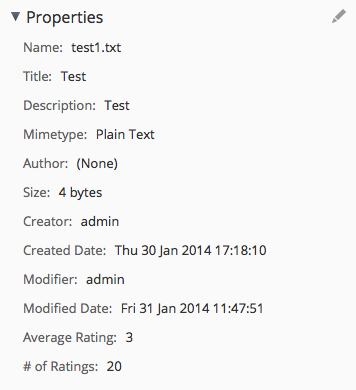 Properties
Name: test1.txt
Title: Test
Description: Test
Mimetype: Plain Text
Author: (None)
Size: 4 bytes
Creator: admin
Created Date: Thu 30 Jan 2014 17:18:10
Modifier: admin
Modified Date: Fri 31 Jan 2014 11:47:51
Average Rating: 3
# of Ratings: 20